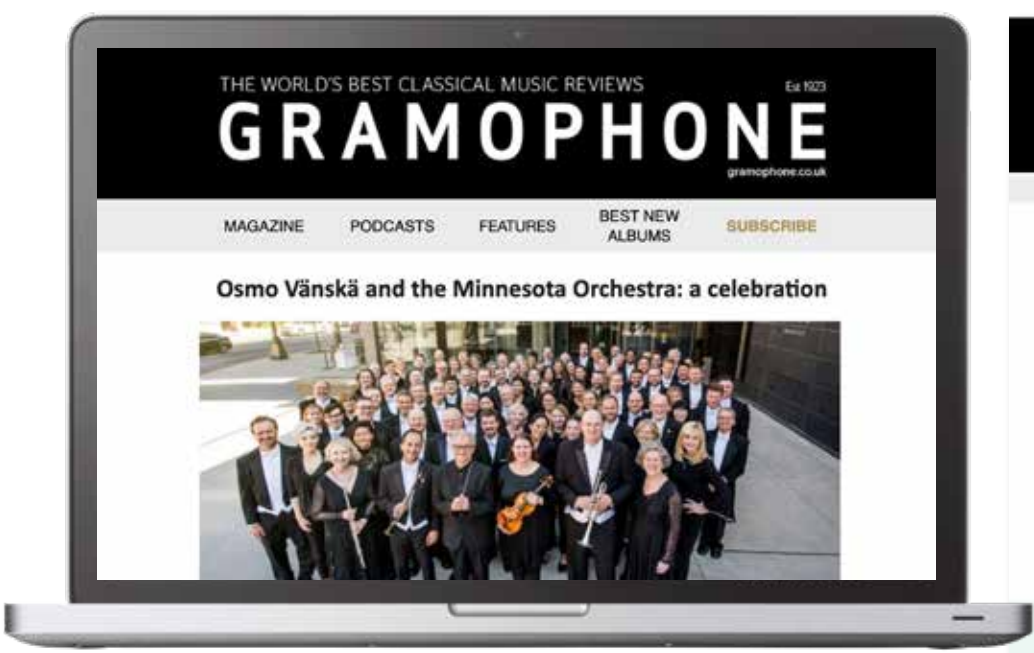 THE WORLD'S BEST CLASSICAL MUSIC REVIEWS
Est 1923
GRAMOPHONE
gramophone.co.uk
MAGAZINE
PODCASTS
FEATURES
BEST NEW
ALBUMS
SUBSCRIBE
Osmo Vänskä and the Minnesota Orchestra: a celebration